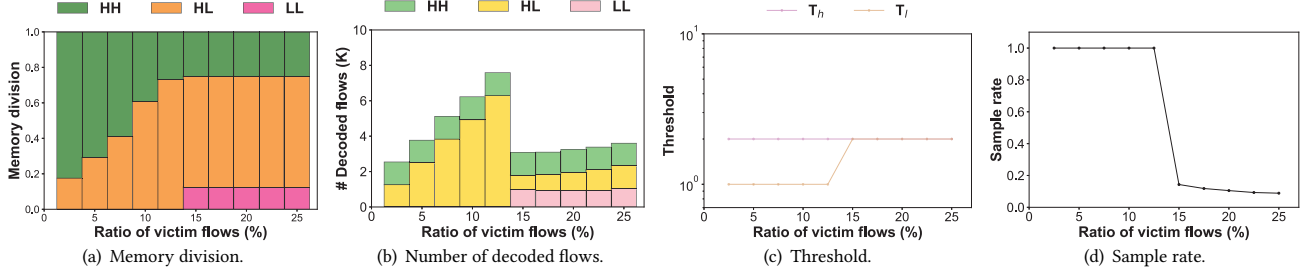 HH HL LL
Memory division
1.0
0.8
0.6
0.4
0.2
0.0
0 5 10 15 20 25
Ratio of victim flows (%)
(a) Memory division.
HH HL LL
# Decoded flows (K)
10
8
6
4
2
0
0 5 10 15 20 25
Ratio of victim flows (%)
(b) Number of decoded flows.
Th Tl
Threshold
10^1
10^0
0 5 10 15 20 25
Ratio of victim flows (%)
(c) Threshold.
Sample rate
1.0
0.8
0.6
0.4
0.2
0.0
0 5 10 15 20 25
Ratio of victim flows (%)
(d) Sample rate.